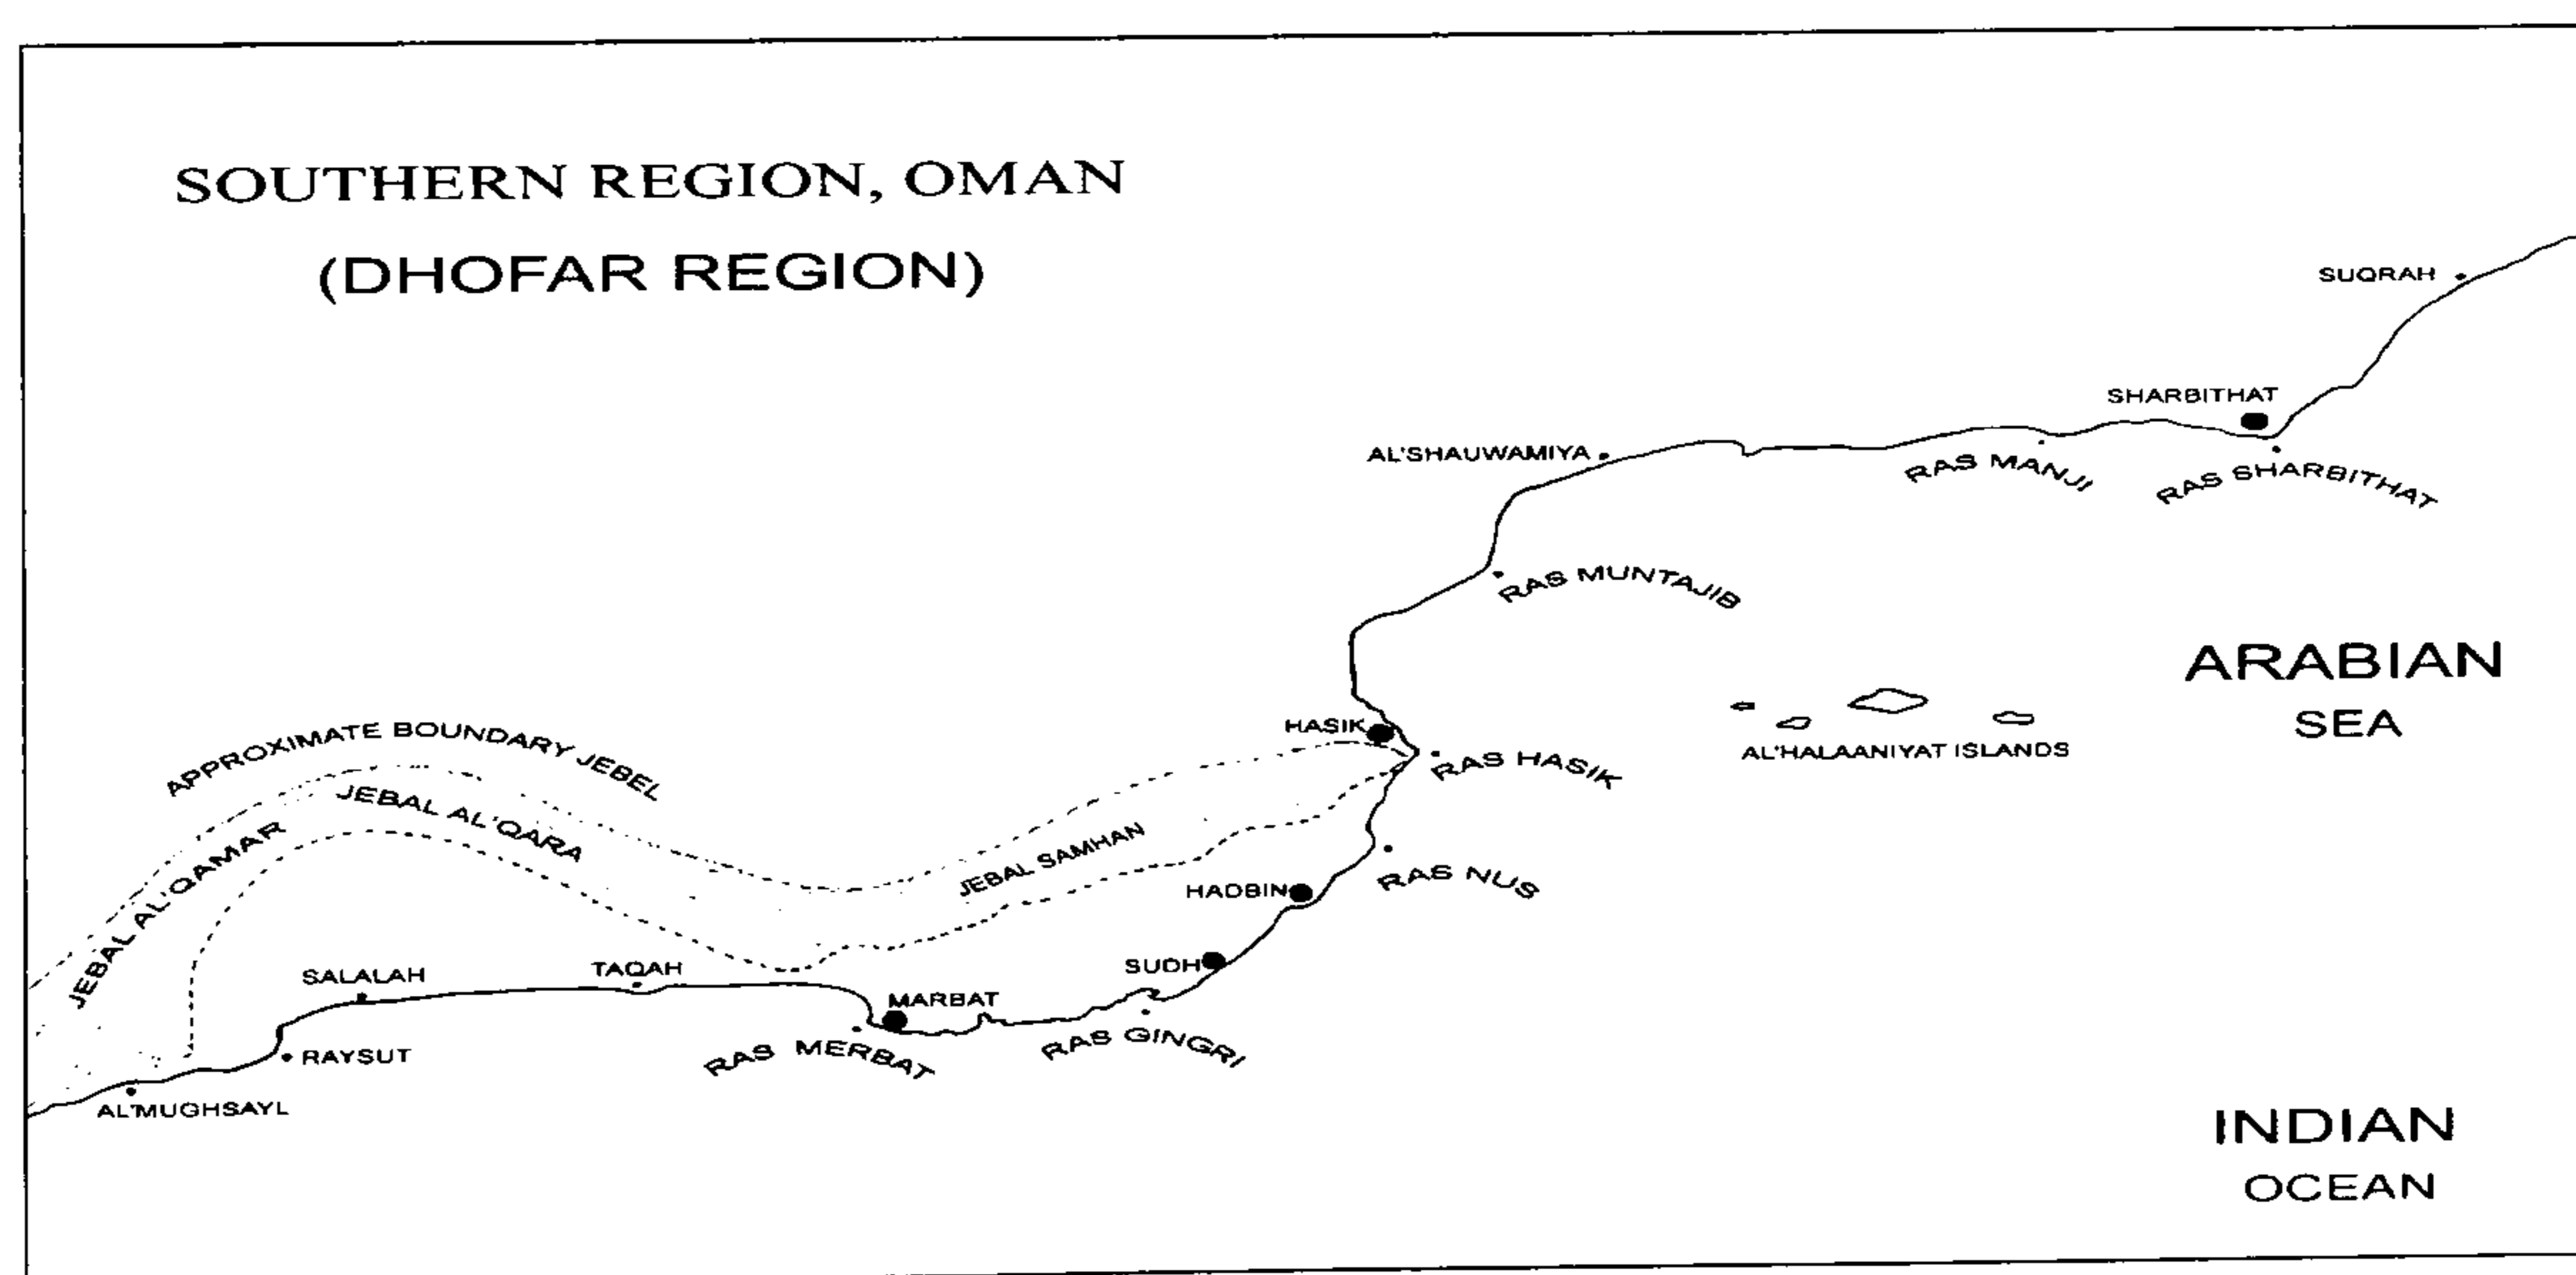 SOUTHERN REGION, OMAN
(DHOFAR REGION)
SUQRAH
SHARBITHAT
AL'SHAUWAMIYA
RAS MANJI
RAS SHARBITHAT
RAS MUNTAJIB
ARABIAN
SEA
HASIK
APPROXIMATE BOUNDARY JEBEL
AL'HALAANIYAT ISLANDS
RAS HASIK
JEBAL AL'QARA
JEBAL AL'QAMAR
JEBAL SAMHAN
RAS NUS
HADBIN
SUDH
SALALAH
TAQAH
MARBAT
RAS MERBAT
RAS GINGRI
RAYSUT
AL'MUGHSAYL
INDIAN
OCEAN